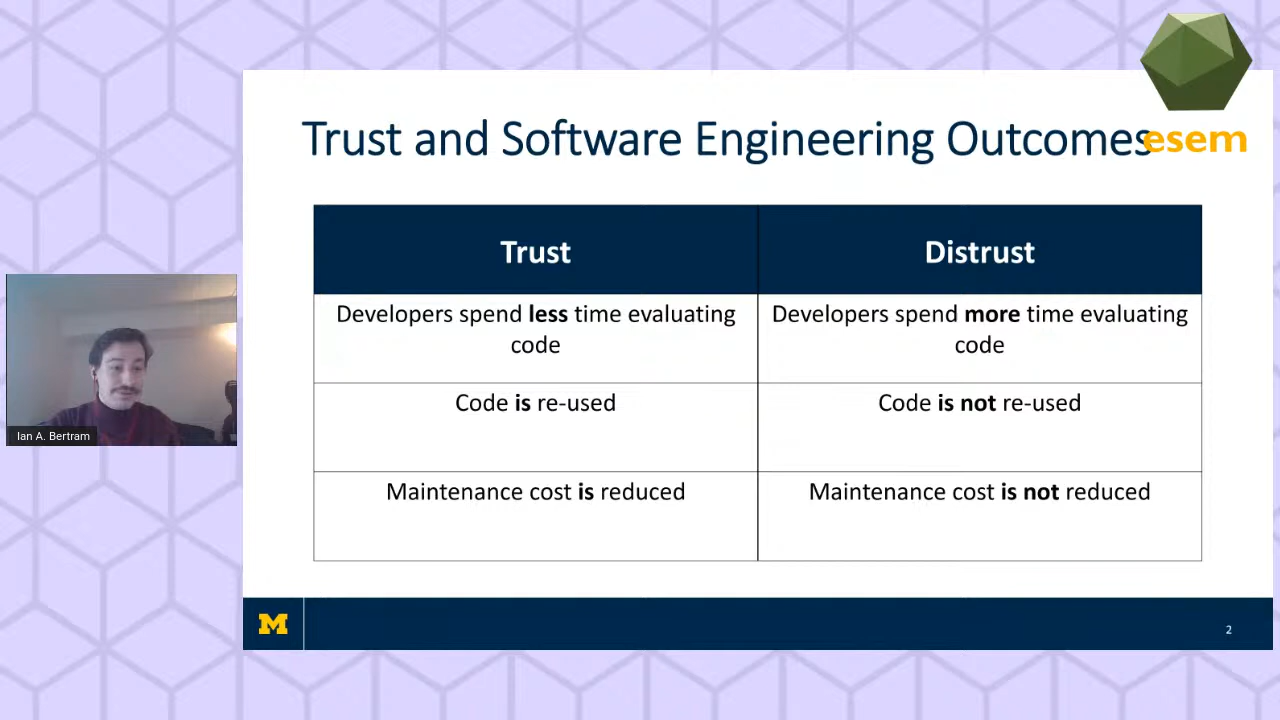 esem
Trust and Software Engineering Outcomes
Trust
Distrust
Developers spend less time evaluating
code
Developers spend more time evaluating
code
Code is re-used
Code is not re-used
Maintenance cost is reduced
Maintenance cost is not reduced
Ian A. Bertram
M
2